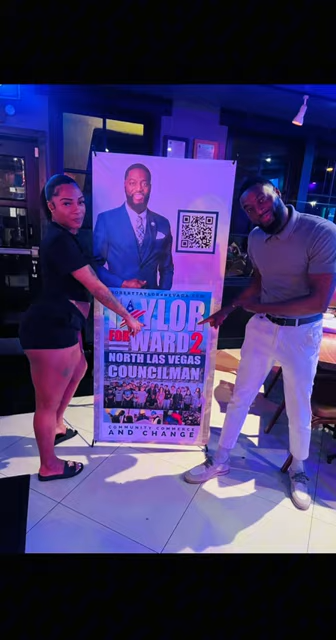 TAYLOR
FOR WARD 2
NORTH LAS VEGAS
COUNCILMAN
COMMUNITY COMMERCE
AND CHANGE